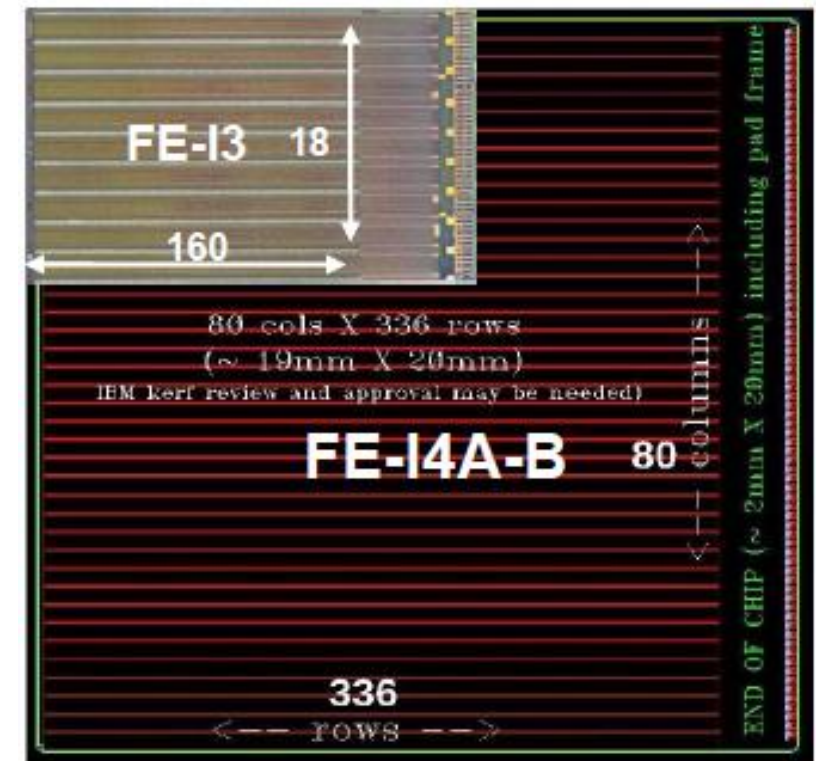 FE-I3
18
160
80 cols X 336 rows
(~ 19mm X 20mm)
IBM kerf review and approval may be needed)
FE-I4A-B
80
<-- columns -->
END OF CHIP (~ 2mm X 20mm) including pad frame
336
<-- rows -->